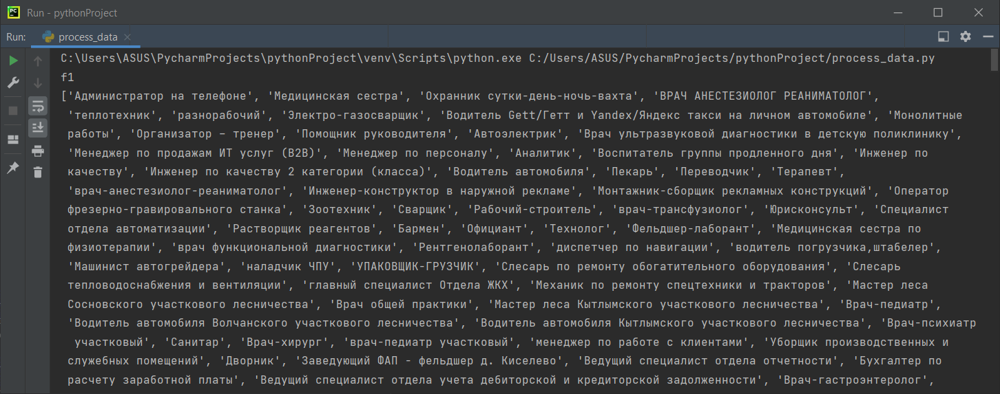 Run - pythonProject
Run: process_data
C:\Users\ASUS\PycharmProjects\pythonProject\venv\Scripts\python.exe C:/Users/ASUS/PycharmProjects/pythonProject/process_data.py
f1
['Администратор на телефоне', 'Медицинская сестра', 'Охранник сутки-день-ночь-вахта', 'ВРАЧ АНЕСТЕЗИОЛОГ РЕАНИМАТОЛОГ',
'теплотехник', 'разнорабочий', 'Электро-газосварщик', 'Водитель Gett/Гетт и Yandex/Яндекс такси на личном автомобиле', 'Монолитные
работы', 'Организатор – тренер', 'Помощник руководителя', 'Автоэлектрик', 'Врач ультразвуковой диагностики в детскую поликлинику',
'Менеджер по продажам ИТ услуг (B2B)', 'Менеджер по персоналу', 'Аналитик', 'Воспитатель группы продленного дня', 'Инженер по
качеству', 'Инженер по качеству 2 категории (класса)', 'Водитель автомобиля', 'Пекарь', 'Переводчик', 'Терапевт',
'врач-анестезиолог-реаниматолог', 'Инженер-конструктор в наружной рекламе', 'Монтажник-сборщик рекламных конструкций', 'Оператор
фрезерно-гравировального станка', 'Зоотехник', 'Сварщик', 'Рабочий-строитель', 'врач-трансфузиолог', 'Юрисконсульт', 'Специалист
отдела автоматизации', 'Растворщик реагентов', 'Бармен', 'Официант', 'Технолог', 'Фельдшер-лаборант', 'Медицинская сестра по
физиотерапии', 'врач функциональной диагностики', 'Рентгенолаборант', 'диспетчер по навигации', 'водитель погрузчика,штабелер',
'Машинист автогрейдера', 'наладчик ЧПУ', 'УПАКОВЩИК-ГРУЗЧИК', 'Слесарь по ремонту обогатительного оборудования', 'Слесарь
тепловодоснабжения и вентиляции', 'главный специалист Отдела ЖКХ', 'Механик по ремонту спецтехники и тракторов', 'Мастер леса
Сосновского участкового лесничества', 'Врач общей практики', 'Мастер леса Кытлымского участкового лесничества', 'Врач-педиатр',
'Водитель автомобиля Волчанского участкового лесничества', 'Водитель автомобиля Кытлымского участкового лесничества', 'Врач-психиатр
участковый', 'Санитар', 'Врач-хирург', 'врач-педиатр участковый', 'менеджер по работе с клиентами', 'Уборщик производственных и
служебных помещений', 'Дворник', 'Заведующий ФАП - фельдшер д. Киселево', 'Ведущий специалист отдела отчетности', 'Бухгалтер по
расчету заработной платы', 'Ведущий специалист отдела учета дебиторской и кредиторской задолженности', 'Врач-гастроэнтеролог',